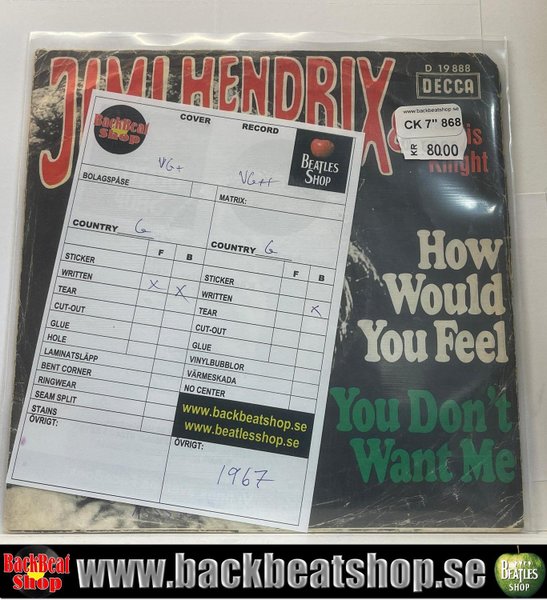 JIMI HENDRIX
D 19 888
DECCA
www.backbeatshop.se
CK 7" 868
KR 80.00
&
is
Knight
How
Would
You Feel
You Don't
Want Me
BackBeat
Shop
COVER RECORD
BEATLES
SHOP
VG+ VG++
BOLAGSPÅSE MATRIX:
COUNTRY G COUNTRY G
F B F B
STICKER STICKER
WRITTEN WRITTEN
TEAR X X TEAR X
CUT-OUT CUT-OUT
GLUE GLUE
HOLE VINYLBUBBLOR
LAMINATSLÄPP VÄRMESKADA
BENT CORNER NO CENTER
RINGWEAR
SEAM SPLIT
STAINS
www.backbeatshop.se
www.beatlesshop.se
ÖVRIGT: ÖVRIGT:
1967
BackBeat
Shop
www.backbeatshop.se
BEATLES
SHOP